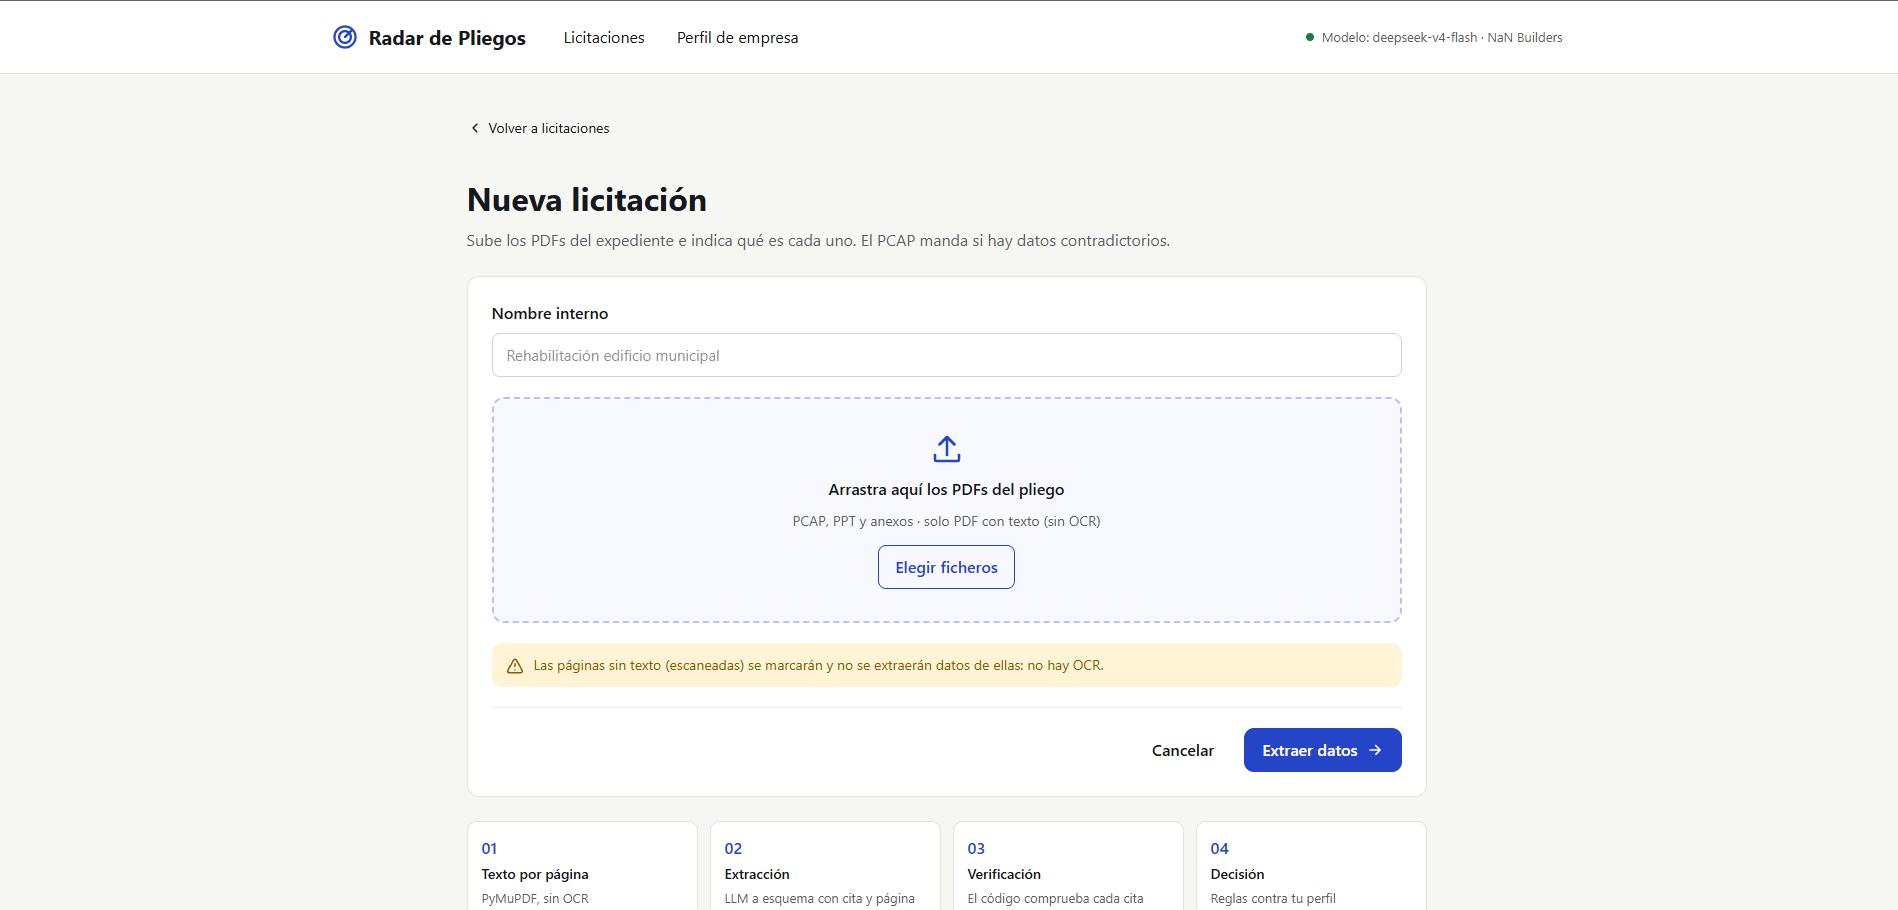 Radar de Pliegos
Licitaciones
Perfil de empresa
Modelo: deepseek-v4-flash · NaN Builders
Volver a licitaciones
Nueva licitación
Sube los PDFs del expediente e indica qué es cada uno. El PCAP manda si hay datos contradictorios.
Nombre interno
Rehabilitación edificio municipal
Arrastra aquí los PDFs del pliego
PCAP, PPT y anexos · solo PDF con texto (sin OCR)
Elegir ficheros
Las páginas sin texto (escaneadas) se marcarán y no se extraerán datos de ellas: no hay OCR.
Cancelar
Extraer datos
01
Texto por página
PyMuPDF, sin OCR
02
Extracción
LLM a esquema con cita y página
03
Verificación
El código comprueba cada cita
04
Decisión
Reglas contra tu perfil